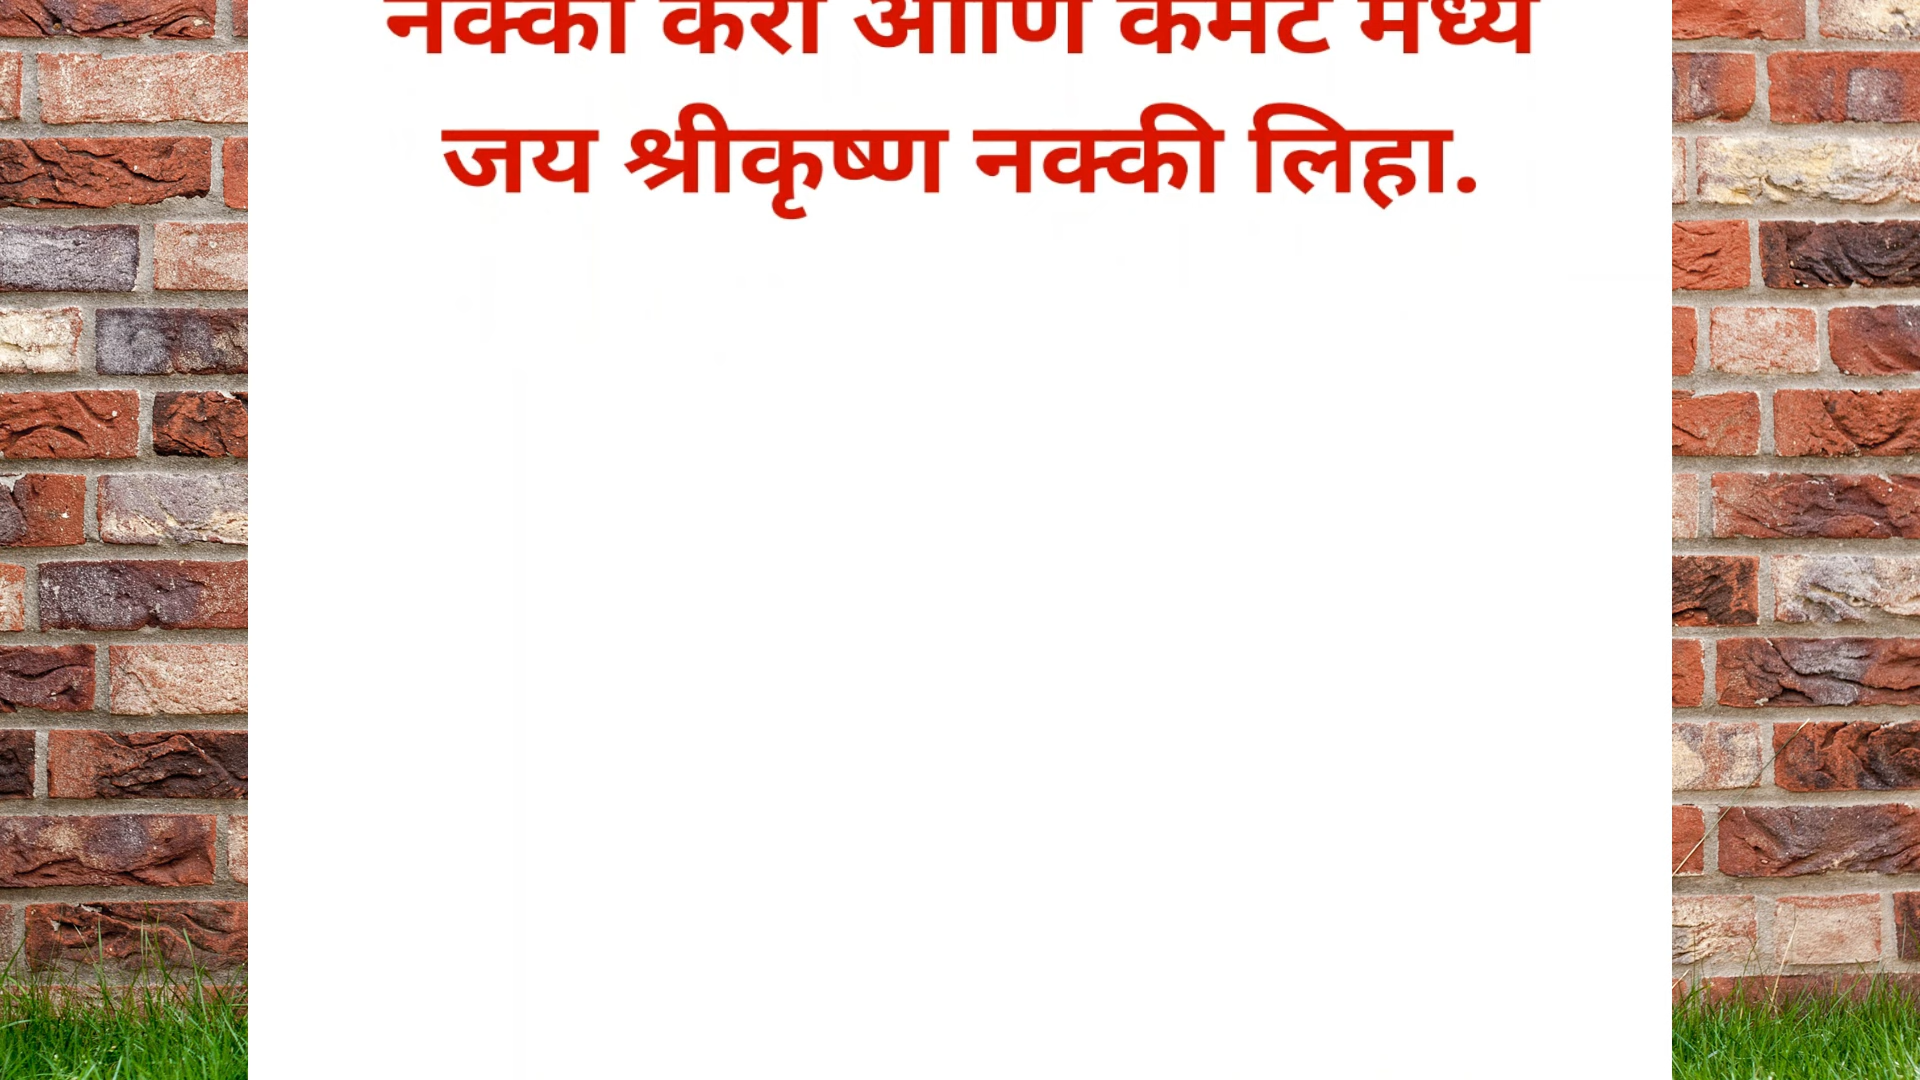 नक्की करा आणि कमेंट मध्ये
जय श्रीकृष्ण नक्की लिहा.